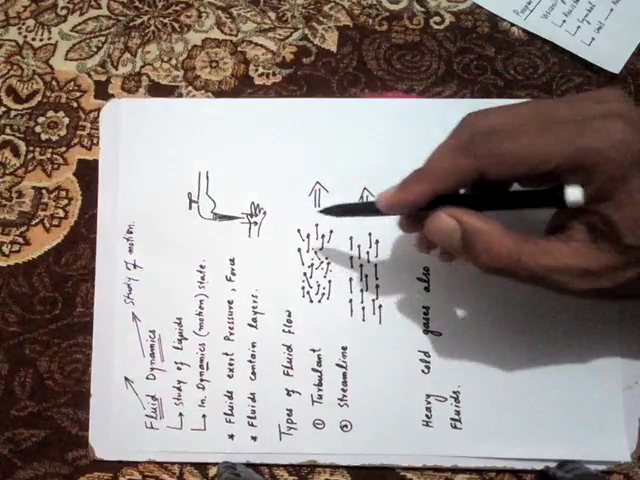 Fluid Dynamics → study of motion.
↳ study of Liquids
↳ in Dynamics (motion) state.
* Fluids exert Pressure, Force
* Fluids contain layers.
Types of Fluid Flow
① Turbulant
② Streamline
Heavy cold gases also
Fluids.